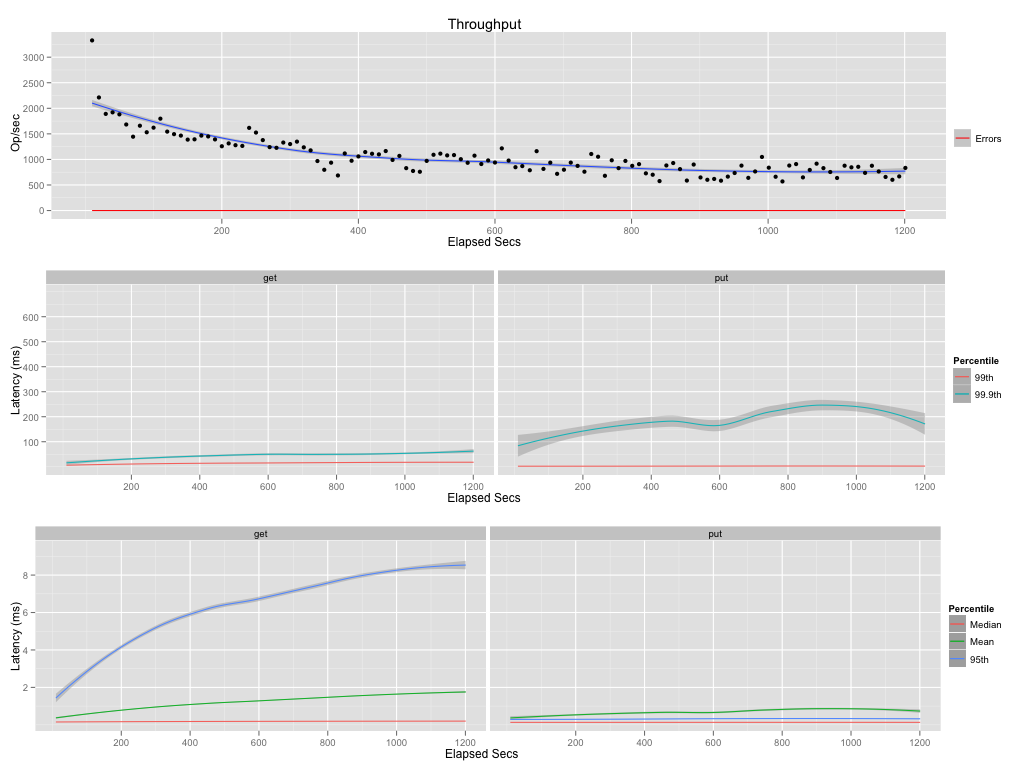 Throughput
Op/sec
3000
2500
2000
1500
1000
500
0
200 400 600 800 1000 1200
Elapsed Secs
Errors
get put
Latency (ms)
600
500
400
300
200
100
200 400 600 800 1000 1200 200 400 600 800 1000 1200
Elapsed Secs
Percentile
99th
99.9th
get put
Latency (ms)
8
6
4
2
200 400 600 800 1000 1200 200 400 600 800 1000 1200
Elapsed Secs
Percentile
Median
Mean
95th